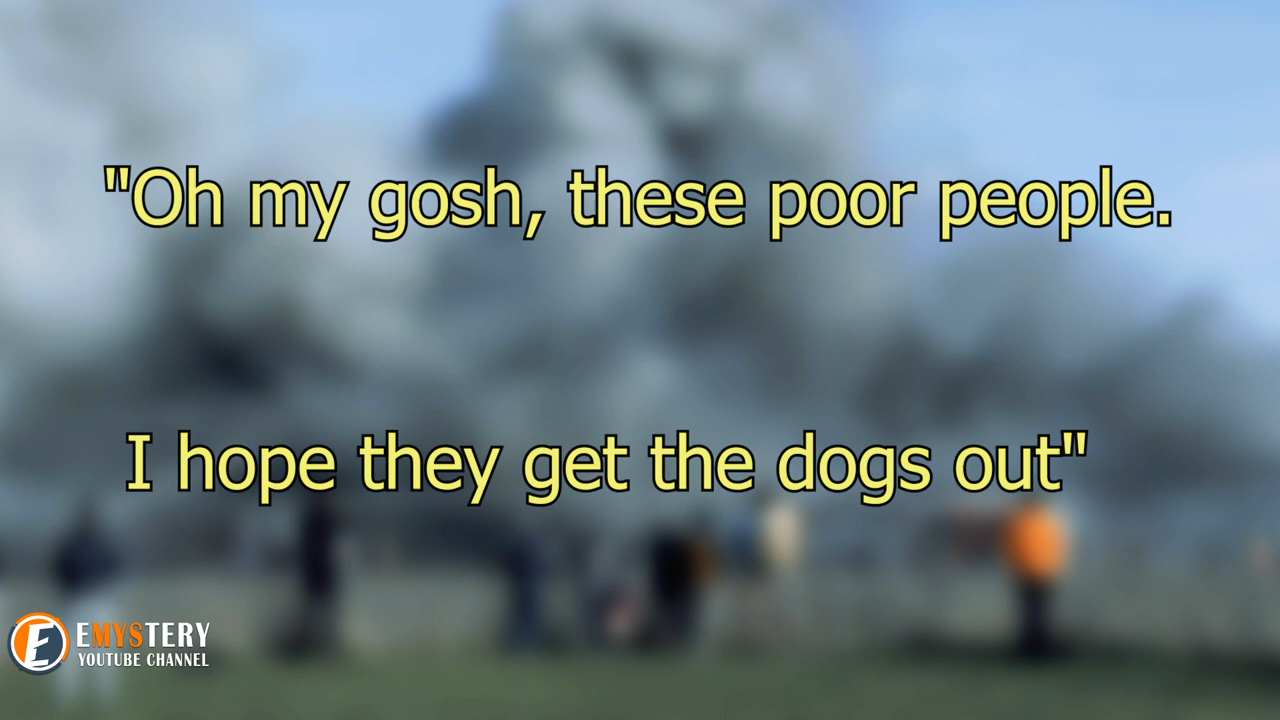 "Oh my gosh, these poor people.
I hope they get the dogs out"
EMYSTERY
YOUTUBE CHANNEL